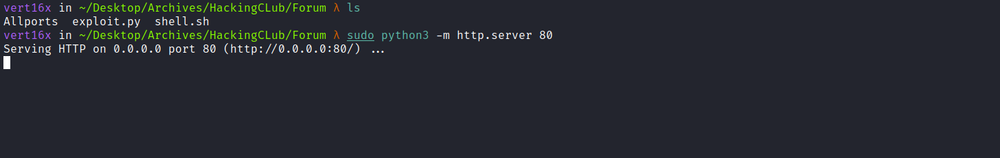 vert16x in ~/Desktop/Archives/HackingCLub/Forum λ ls
Allports  exploit.py  shell.sh
vert16x in ~/Desktop/Archives/HackingCLub/Forum λ sudo python3 -m http.server 80
Serving HTTP on 0.0.0.0 port 80 (http://0.0.0.0:80/) ...